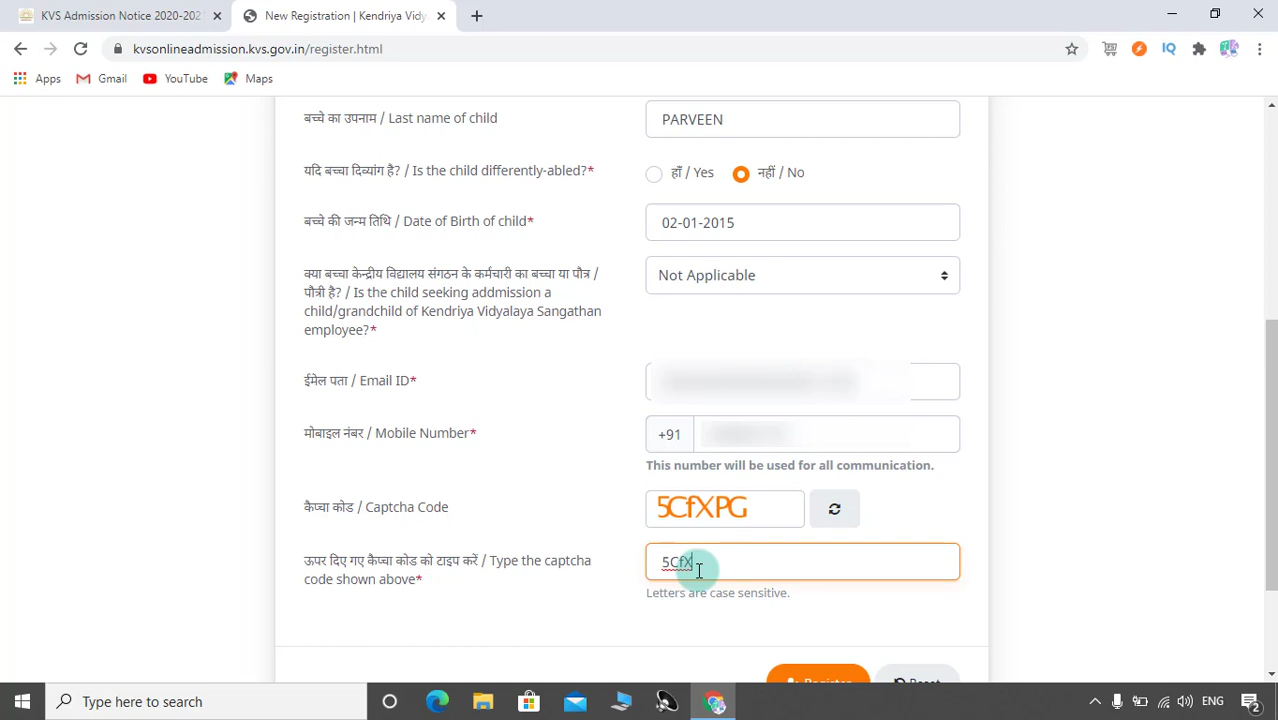 KVS Admission Notice 2020-2021
New Registration | Kendriya Vidy
kvsonlineadmission.kvs.gov.in/register.html
Apps Gmail YouTube Maps
बच्चे का उपनाम / Last name of child
PARVEEN
यदि बच्चा दिव्यांग है? / Is the child differently-abled?*
हाँ / Yes नहीं / No
बच्चे की जन्म तिथि / Date of Birth of child*
02-01-2015
क्या बच्चा केन्द्रीय विद्यालय संगठन के कर्मचारी का बच्चा या पौत्र /
पौत्री है? / Is the child seeking addmission a
child/grandchild of Kendriya Vidyalaya Sangathan
employee?*
Not Applicable
ईमेल पता / Email ID*
मोबाइल नंबर / Mobile Number*
+91
This number will be used for all communication.
कैप्चा कोड / Captcha Code
5CfXPG
ऊपर दिए गए कैप्चा कोड को टाइप करें / Type the captcha
code shown above*
5CfX
Letters are case sensitive.
Register Reset
Type here to search
ENG
2